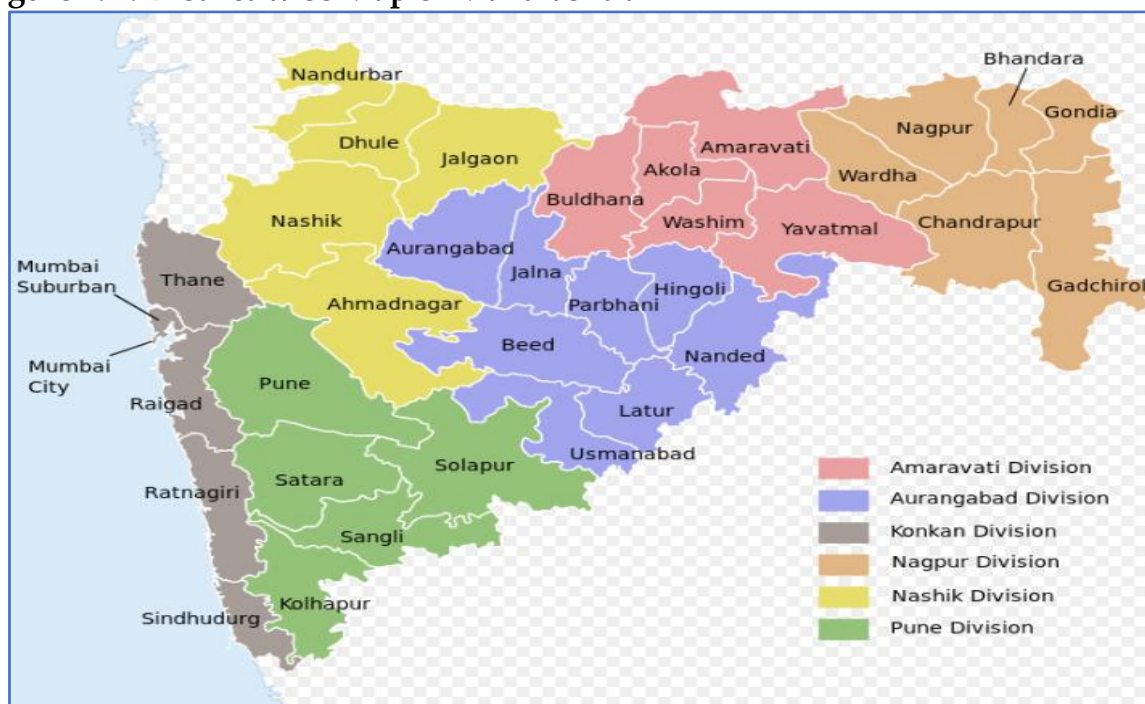 Nandurbar
Bhandara
Gondia
Nagpur
Dhule
Jalgaon
Amaravati
Akola
Wardha
Buldhana
Nashik
Washim
Yavatmal
Chandrapur
Aurangabad
Mumbai
Suburban
Thane
Jalna
Hingoli
Gadchirol
Ahmadnagar
Parbhani
Beed
Nanded
Mumbai
City
Pune
Raigad
Latur
Usmanabad
Solapur
Satara
Ratnagiri
Sangli
Kolhapur
Sindhudurg
Amaravati Division
Aurangabad Division
Konkan Division
Nagpur Division
Nashik Division
Pune Division